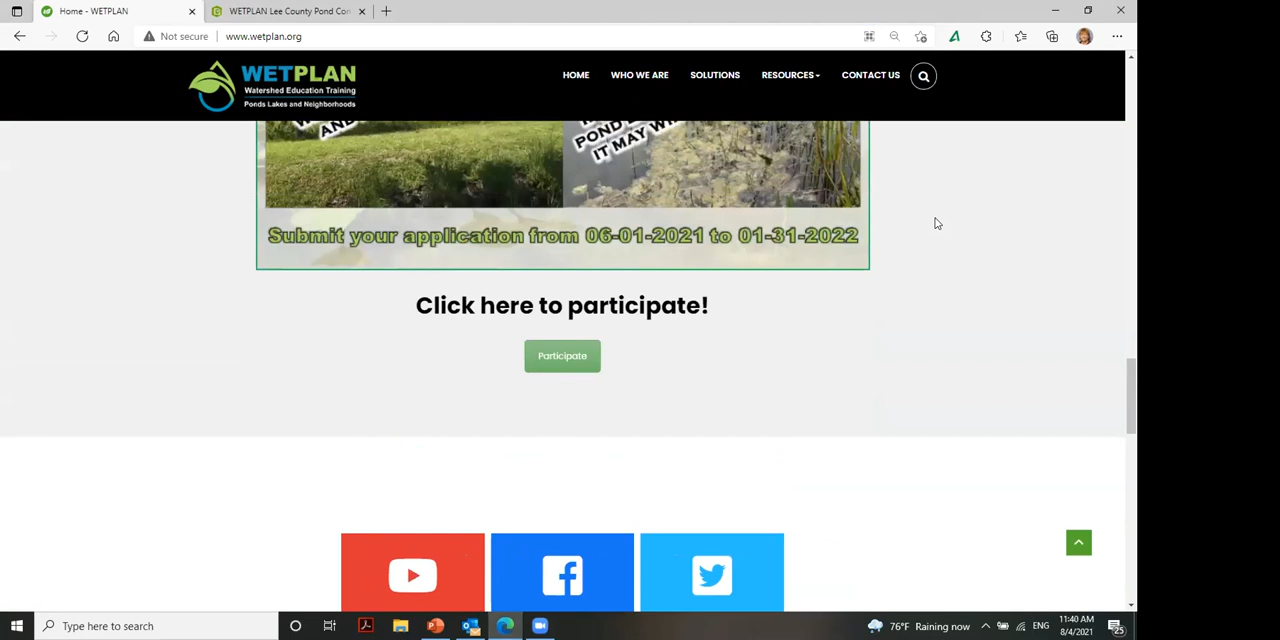 Home - WETPLAN
WETPLAN Lee County Pond Con
Not secure
www.wetplan.org
WETPLAN
Watershed Education Training
Ponds Lakes and Neighborhoods
HOME
WHO WE ARE
SOLUTIONS
RESOURCES
CONTACT US
AND
POND
IT MAY WI
Submit your application from 06-01-2021 to 01-31-2022
Click here to participate!
Participate
Type here to search
76°F Raining now
ENG
11:40 AM
8/4/2021
25